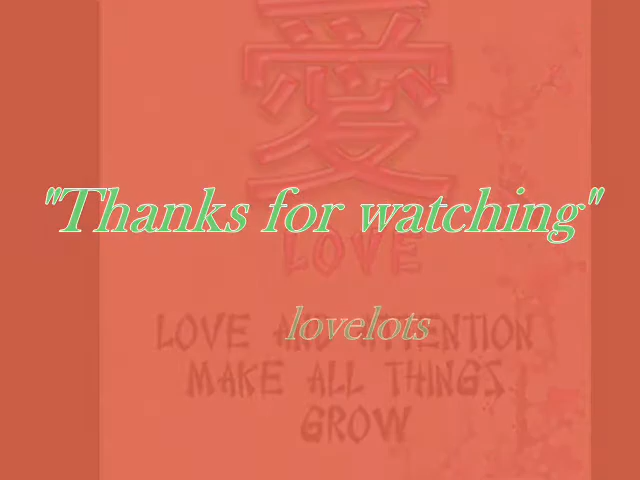 愛
"Thanks for watching"
LOVE
lovelots
LOVE AND ATTENTION
MAKE ALL THINGS
GROW